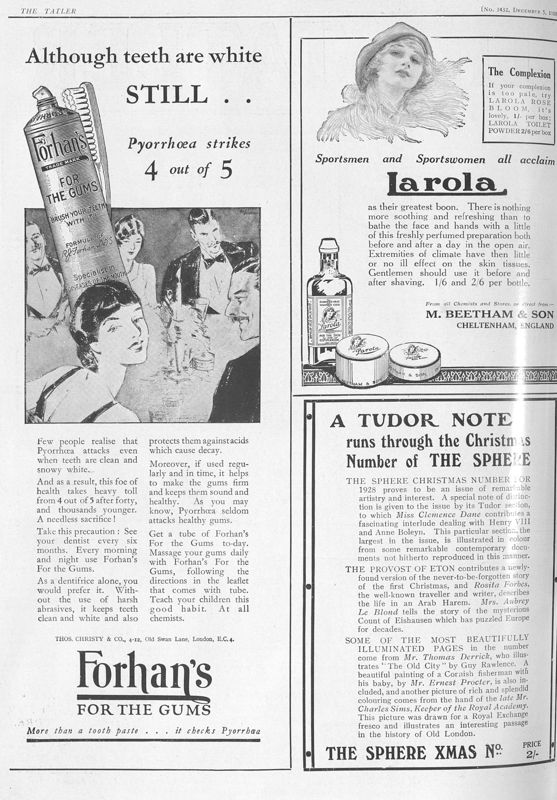 THE TATLER
[No. 1432, December 5, 1928
Although teeth are white
STILL . .
Pyorrhœa strikes
4 out of 5
Forhan's
TRADE MARK
FOR
THE GUMS
BRUSH YOUR TEETH
WITH IT
FORMULA OF
Specialist in
Few people realise that
Pyorrhœa attacks even
when teeth are clean and
snowy white.
And as a result, this foe of
health takes heavy toll
from 4 out of 5 after forty,
and thousands younger.
A needless sacrifice!
Take this precaution: See
your dentist every six
months. Every morning
and night use Forhan's
For the Gums.
As a dentifrice alone, you
would prefer it. With-
out the use of harsh
abrasives, it keeps teeth
clean and white and also
protects them against acids
which cause decay.
Moreover, if used regu-
larly and in time, it helps
to make the gums firm
and keeps them sound and
healthy. As you may
know, Pyorrhœa seldom
attacks healthy gums.
Get a tube of Forhan's
For the Gums to-day.
Massage your gums daily
with Forhan's For the
Gums, following the
directions in the leaflet
that comes with tube.
Teach your children this
good habit. At all
chemists.
THOS. CHRISTY & CO., 4-12, Old Swan Lane, London, E.C.4.
Forhan's
FOR THE GUMS
More than a tooth paste . . . it checks Pyorrhœa
The Complexion
If your complexion
is too pale, try
LAROLA ROSE
BLOOM, it's
lovely, 1/- per box;
LAROLA TOILET
POWDER 2/6 per box
Sportsmen and Sportswomen all acclaim
Larola
as their greatest boon. There is nothing
more soothing and refreshing than to
bathe the face and hands with a little
of this freshly perfumed preparation both
before and after a day in the open air.
Extremities of climate have then little
or no ill effect on the skin tissues.
Gentlemen should use it before and
after shaving. 1/6 and 2/6 per bottle.
From all Chemists and Stores, or direct from—
M. BEETHAM & SON
CHELTENHAM, ENGLAND
Larola
Larola
A TUDOR NOTE
runs through the Christmas
Number of THE SPHERE
THE SPHERE CHRISTMAS NUMBER FOR
1928 proves to be an issue of remarkable
artistry and interest. A special note of distinc-
tion is given to the issue by its Tudor section,
to which Miss Clemence Dane contributes a
fascinating interlude dealing with Henry VIII
and Anne Boleyn. This particular section, the
largest in the issue, is illustrated in colour
from some remarkable contemporary docu-
ments not hitherto reproduced in this manner.
THE PROVOST OF ETON contributes a newly-
found version of the never-to-be-forgotten story
of the first Christmas, and Rosita Forbes,
the well-known traveller and writer, describes
the life in an Arab Harem. Mrs. Aubrey
Le Blond tells the story of the mysterious
Count of Elshausen which has puzzled Europe
for decades.
SOME OF THE MOST BEAUTIFULLY
ILLUMINATED PAGES in the number
come from Mr. Thomas Derrick, who illus-
trates "The Old City" by Guy Rawlence. A
beautiful painting of a Cornish fisherman with
his baby, by Mr. Ernest Procter, is also in-
cluded, and another picture of rich and splendid
colouring comes from the hand of the late Mr.
Charles Sims, Keeper of the Royal Academy.
This picture was drawn for a Royal Exchange
fresco and illustrates an interesting passage
in the history of Old London.
THE SPHERE XMAS No. PRICE 2/-